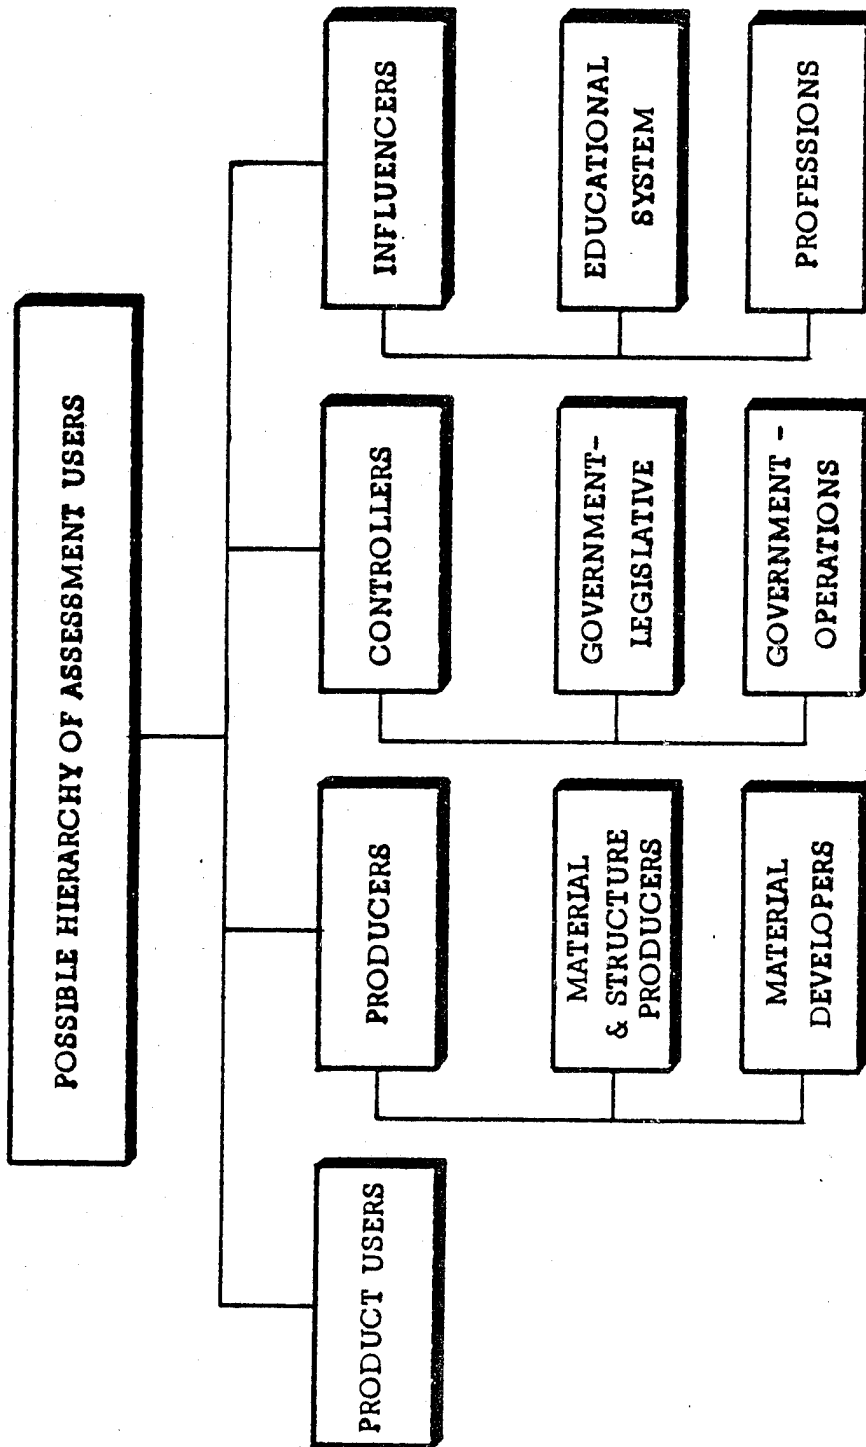 POSSIBLE HIERARCHY OF ASSESSMENT USERS
PRODUCT USERS
PRODUCERS
MATERIAL
& STRUCTURE
PRODUCERS
MATERIAL
DEVELOPERS
CONTROLLERS
GOVERNMENT-
LEGISLATIVE
GOVERNMENT -
OPERATIONS
INFLUENCERS
EDUCATIONAL
SYSTEM
PROFESSIONS